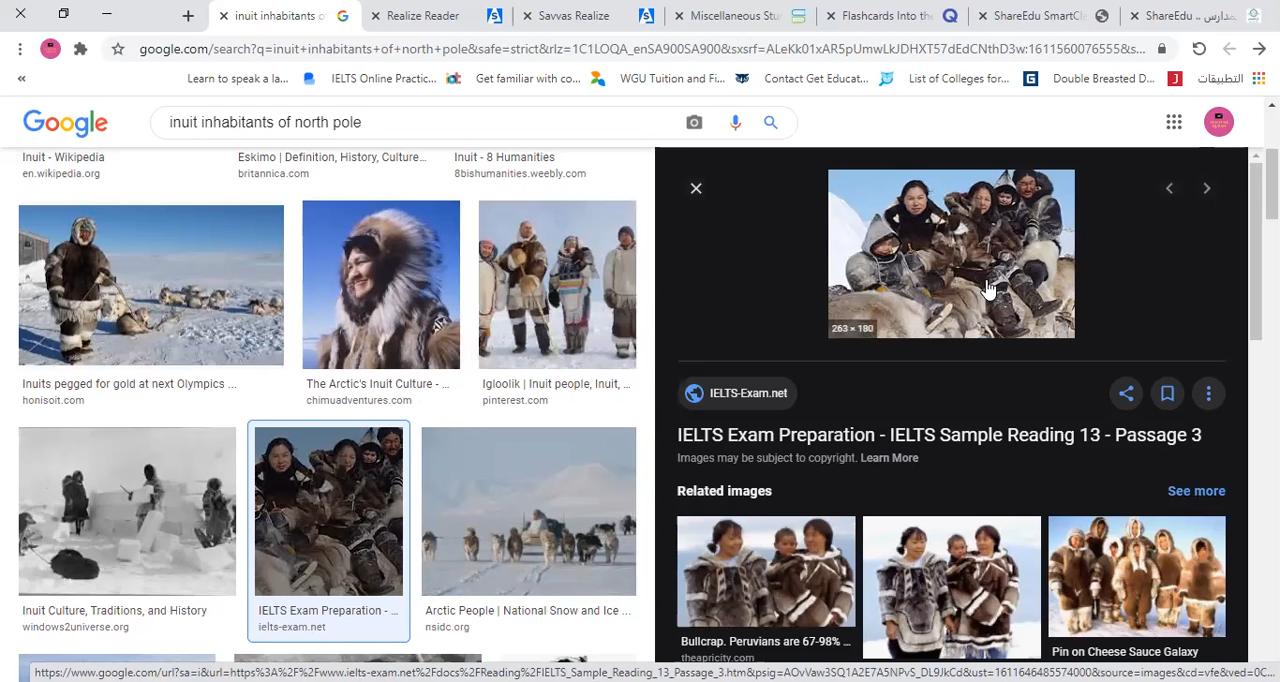 inuit inhabitants o
Realize Reader
Savvas Realize
Miscellaneous Stu
Flashcards Into the
ShareEdu SmartCl
ShareEdu .. مدارس
google.com/search?q=inuit+inhabitants+of+north+pole&safe=strict&rlz=1C1LOQA_enSA900SA900&sxsrf=ALeKk01xAR5pUmwLkJDHXT57dEdCNthD3w:1611560076555&s...
« Learn to speak a la... IELTS Online Practic... Get familiar with co... WGU Tuition and Fi... Contact Get Educat... List of Colleges for... Double Breasted D... التطبيقات
Google
inuit inhabitants of north pole
Inuit - Wikipedia
en.wikipedia.org
Eskimo | Definition, History, Culture...
britannica.com
Inuit - 8 Humanities
8bishumanities.weebly.com
Inuits pegged for gold at next Olympics ...
honisoit.com
The Arctic's Inuit Culture - ...
chimuadventures.com
Igloolik | Inuit people, Inuit, ...
pinterest.com
Inuit Culture, Traditions, and History
windows2universe.org
IELTS Exam Preparation - ...
ielts-exam.net
Arctic People | National Snow and Ice ...
nsidc.org
263 × 180
IELTS-Exam.net
IELTS Exam Preparation - IELTS Sample Reading 13 - Passage 3
Images may be subject to copyright. Learn More
Related images
See more
Bullcrap. Peruvians are 67-98% ...
theapricity.com
Pin on Cheese Sauce Galaxy
https://www.google.com/url?sa=i&url=https%3A%2F%2Fwww.ielts-exam.net%2Fdocs%2FReading%2FIELTS_Sample_Reading_13_Passage_3.htm&psig=AOvVaw3SQ1A2E7A5NPvS_DL9JkCd&ust=1611646485574000&source=images&cd=vfe&ved=0C...